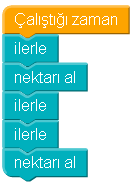 Çalıştığı zaman
ilerle
nektarı al
ilerle
ilerle
nektarı al